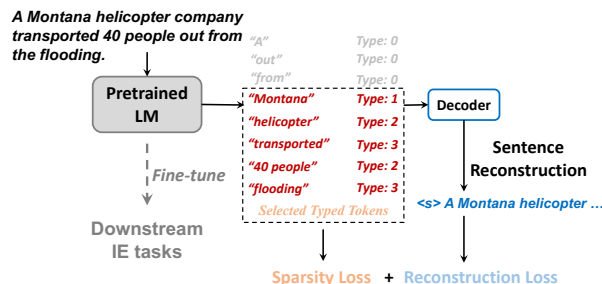 A Montana helicopter company
transported 40 people out from
the flooding.
Pretrained
LM
Fine-tune
Downstream
IE tasks
“A” Type: 0
“out” Type: 0
“from” Type: 0
“Montana” Type: 1
“helicopter” Type: 2
“transported” Type: 3
“40 people” Type: 2
“flooding” Type: 3
Selected Typed Tokens
Decoder
Sentence
Reconstruction
<s> A Montana helicopter ...
Sparsity Loss + Reconstruction Loss